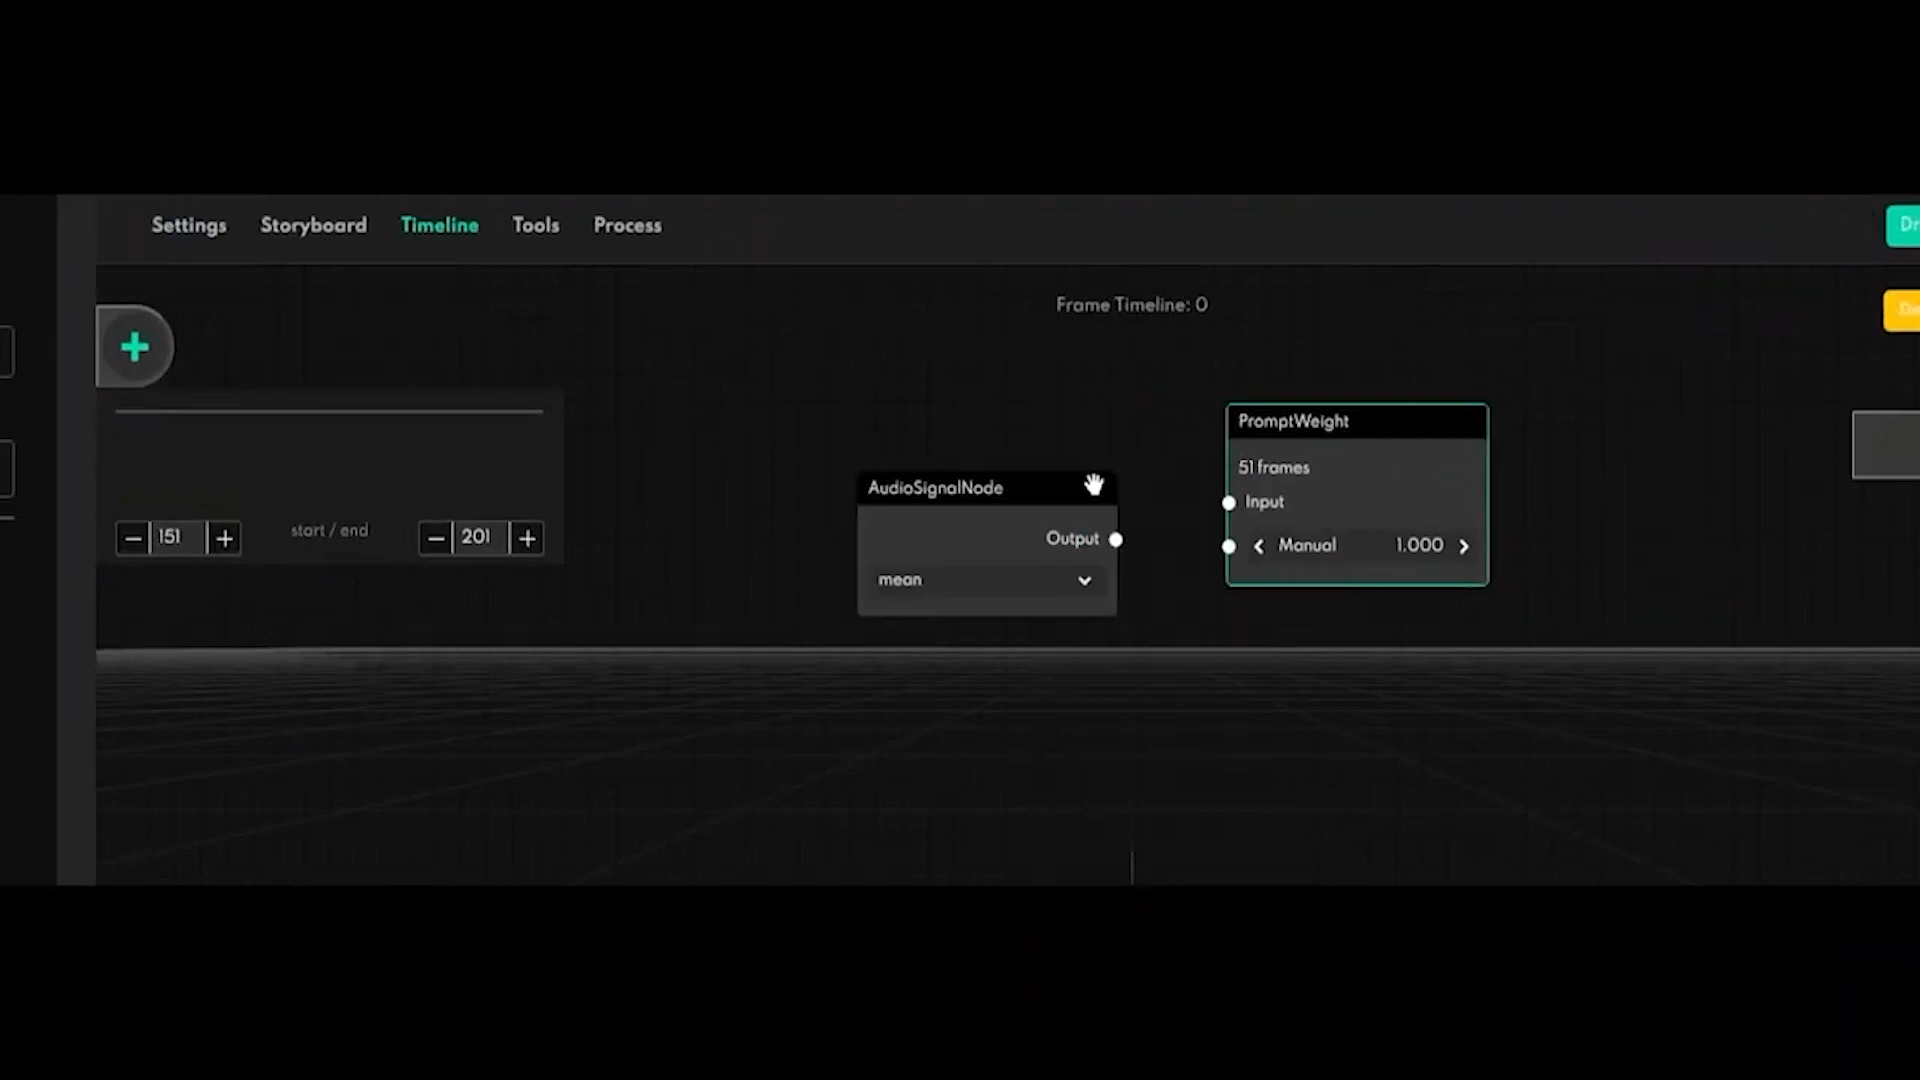 Settings Storyboard Timeline Tools Process
Frame Timeline: 0
PromptWeight
51 frames
Input
Manual 1.000
AudioSignalNode
Output
mean
151 start / end 201